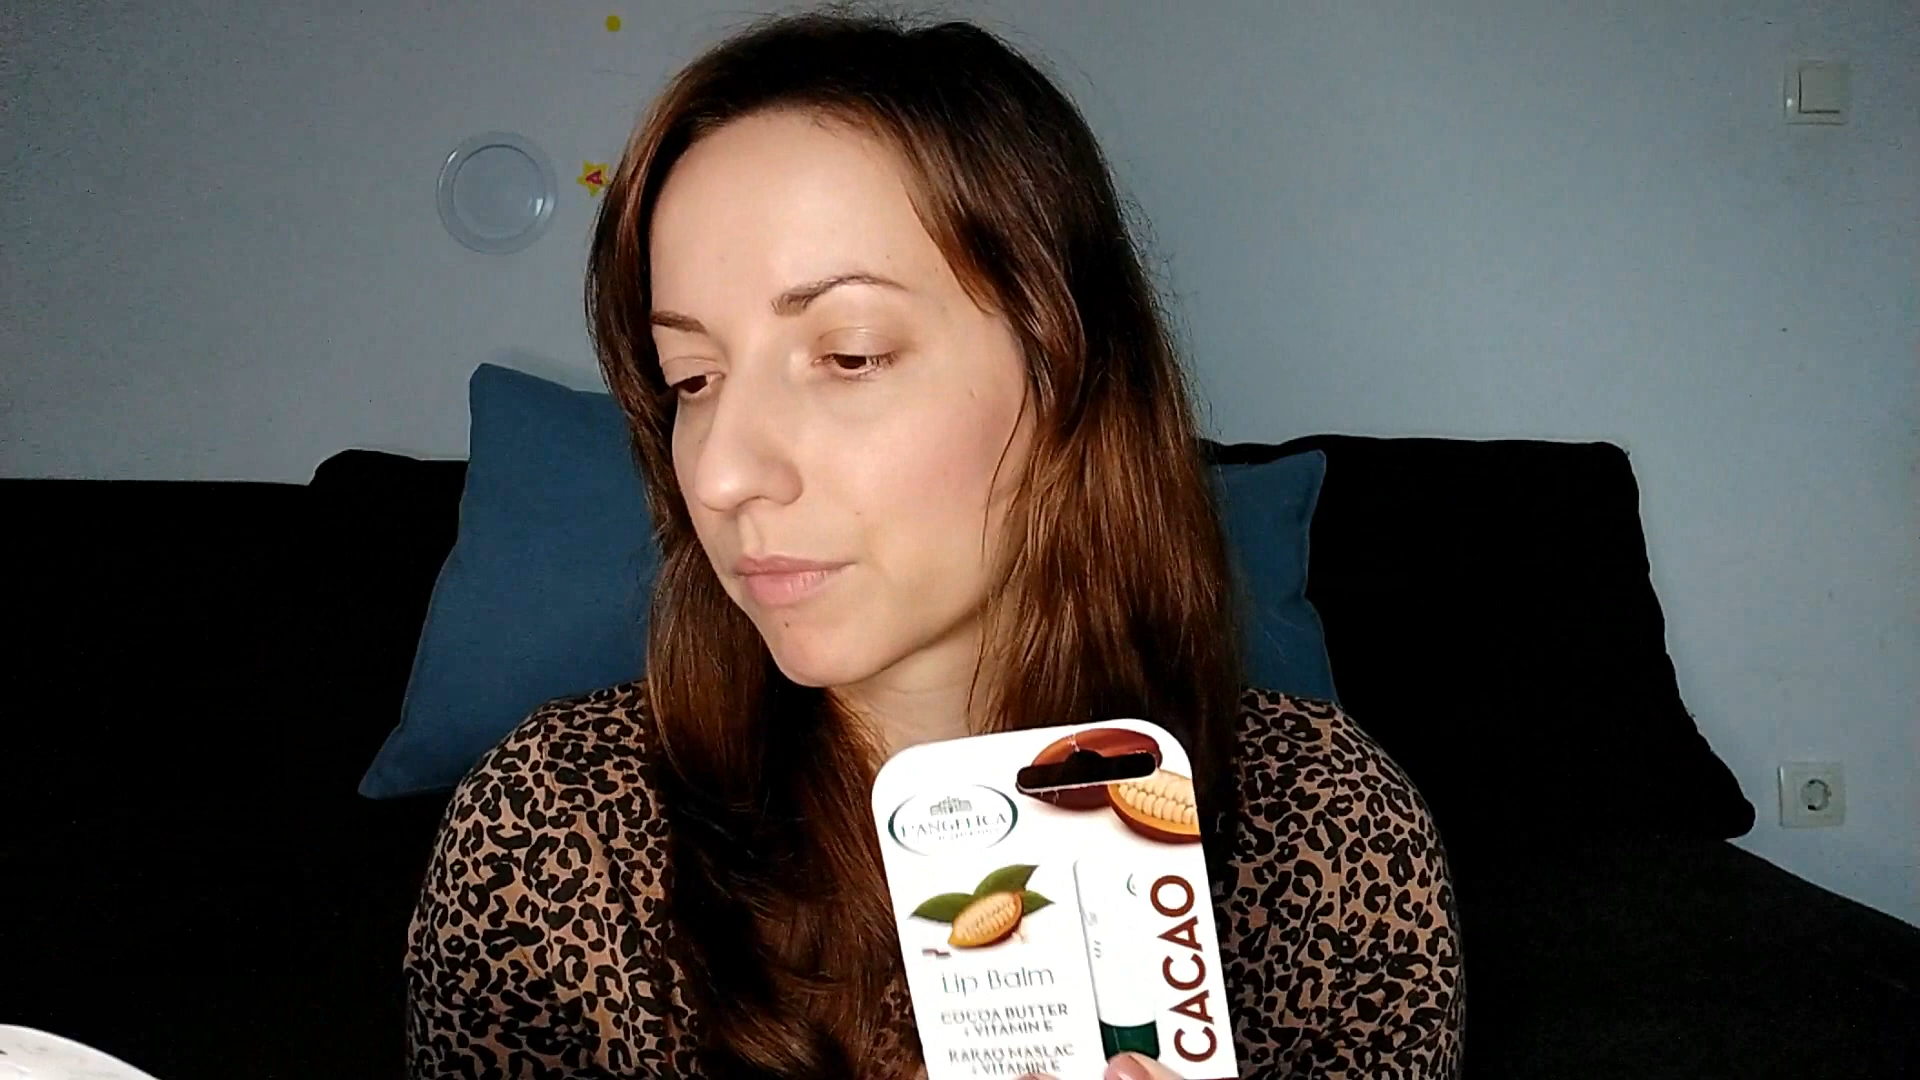 A
L'ANGELICA
Lip Balm
COCOA BUTTER
+ VITAMIN E
KAKAO MASLAC
+ VITAMIN E
CACAO